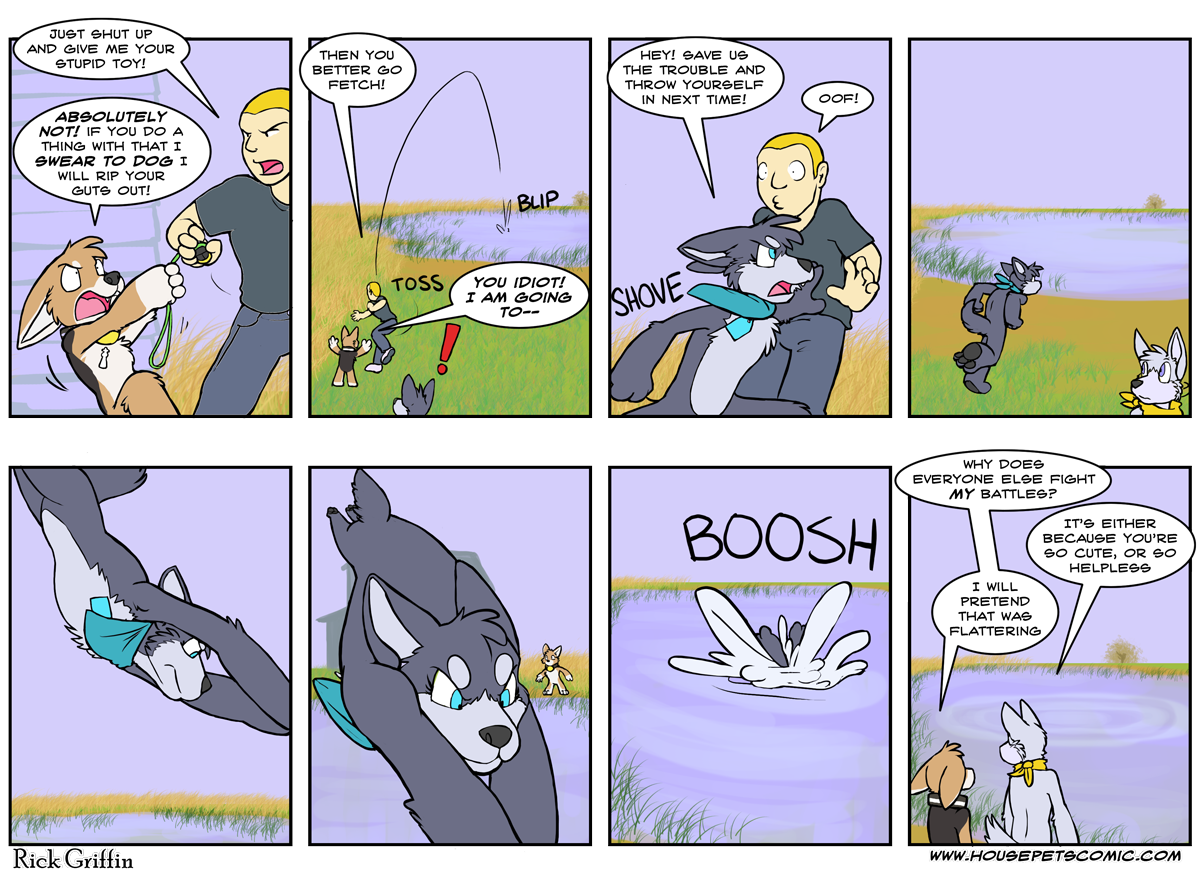 JUST SHUT UP
AND GIVE ME YOUR
STUPID TOY!
ABSOLUTELY
NOT! IF YOU DO A
THING WITH THAT I
SWEAR TO DOG I
WILL RIP YOUR
GUTS OUT!
THEN YOU
BETTER GO
FETCH!
BLIP
TOSS
YOU IDIOT!
I AM GOING
TO--
!
HEY! SAVE US
THE TROUBLE AND
THROW YOURSELF
IN NEXT TIME!
OOF!
SHOVE
BOOSH
WHY DOES
EVERYONE ELSE FIGHT
MY BATTLES?
IT'S EITHER
BECAUSE YOU'RE
SO CUTE, OR SO
HELPLESS
I WILL
PRETEND
THAT WAS
FLATTERING
Rick Griffin
WWW.HOUSEPETSCOMIC.COM